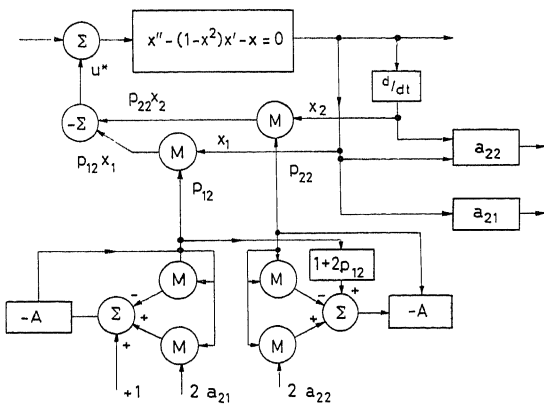 Σ
x'' - (1-x²)x' - x = 0
u*
d/dt
p₂₂x₂
x₂
-Σ
M
a₂₂
p₁₂x₁
M
x₁
p₂₂
p₁₂
a₂₁
M
M
1+2p₁₂
-A
-
Σ
+
+
-
+
Σ
+
-A
M
M
+1
2 a₂₁
2 a₂₂